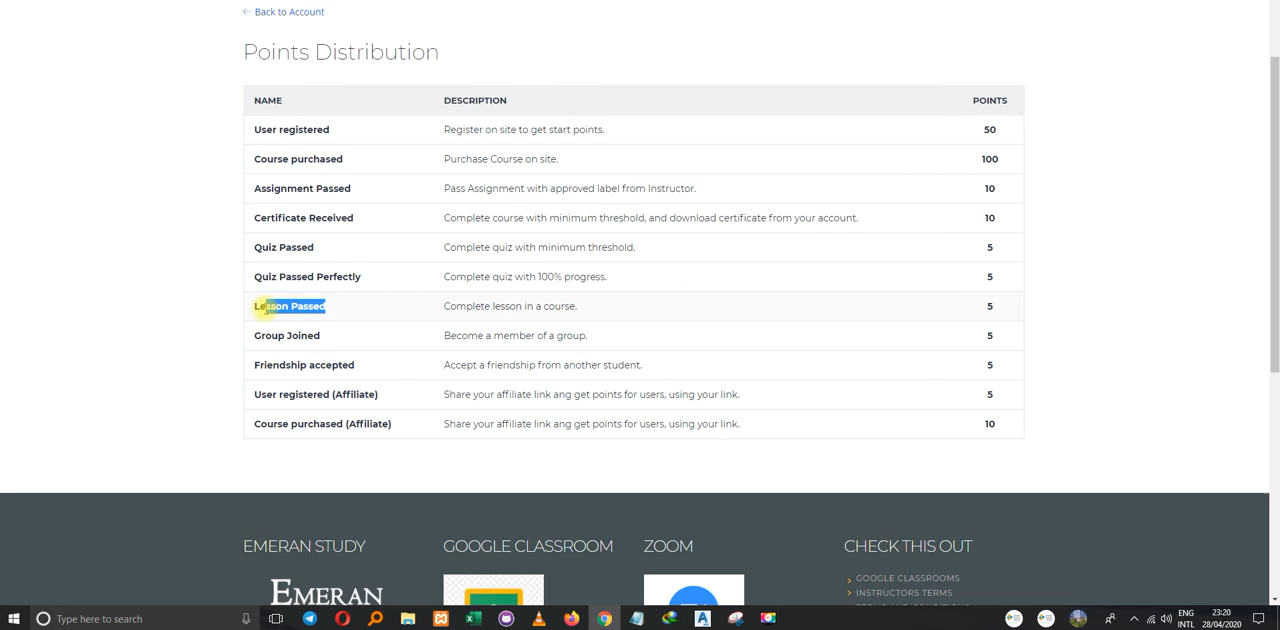 Back to Account
Points Distribution
NAME DESCRIPTION POINTS
User registered Register on site to get start points. 50
Course purchased Purchase Course on site. 100
Assignment Passed Pass Assignment with approved label from Instructor. 10
Certificate Received Complete course with minimum threshold, and download certificate from your account. 10
Quiz Passed Complete quiz with minimum threshold. 5
Quiz Passed Perfectly Complete quiz with 100% progress. 5
Lesson Passed Complete lesson in a course. 5
Group Joined Become a member of a group. 5
Friendship accepted Accept a friendship from another student. 5
User registered (Affiliate) Share your affiliate link ang get points for users, using your link. 5
Course purchased (Affiliate) Share your affiliate link ang get points for users, using your link. 10
EMERAN STUDY GOOGLE CLASSROOM ZOOM CHECK THIS OUT
GOOGLE CLASSROOMS
EMERAN
INSTRUCTORS TERMS
Type here to search
ENG 23:20
INTL 28/04/2020